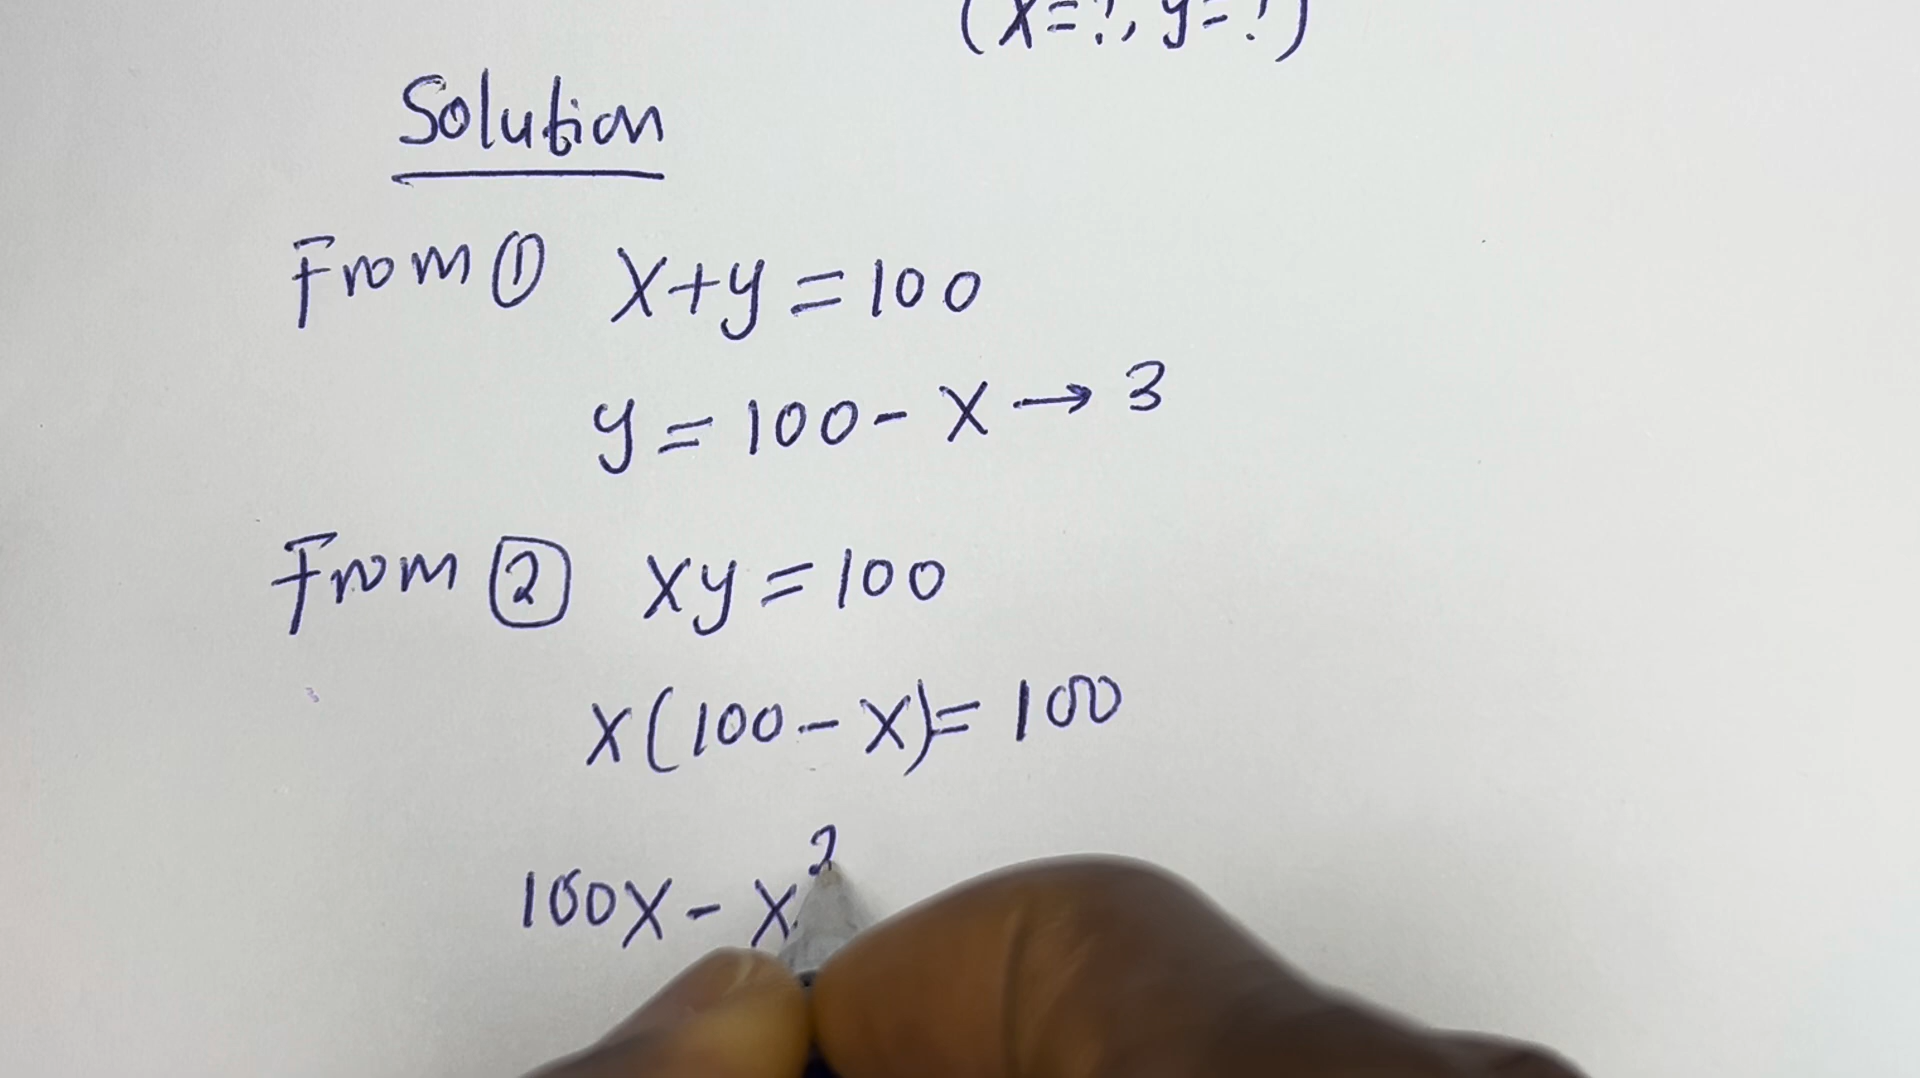 (x=?, y=?)
Solution
From ① x+y=100
y=100-x→3
From ② xy=100
x(100-x)=100
100x-x²